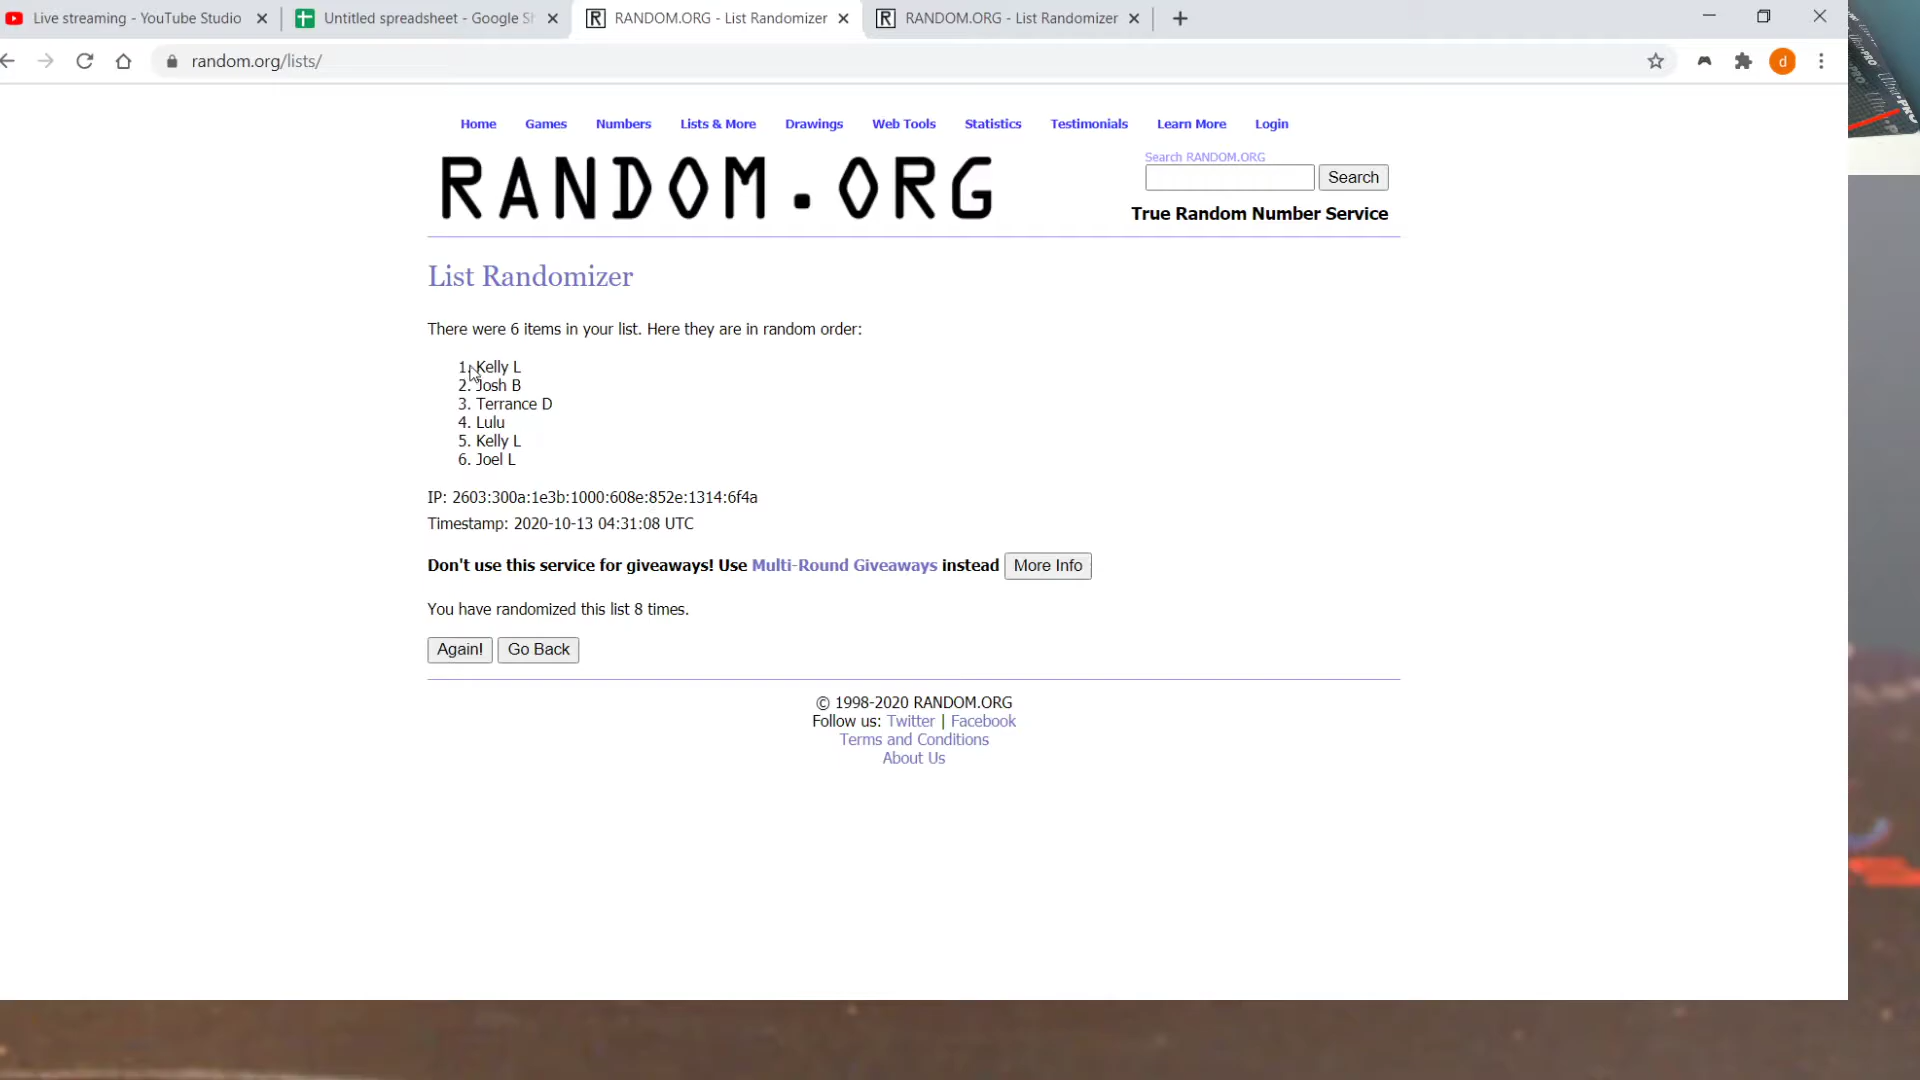 Live streaming - YouTube Studio
Untitled spreadsheet - Google Sh
RANDOM.ORG - List Randomizer
RANDOM.ORG - List Randomizer
random.org/lists/
d
Home Games Numbers Lists & More Drawings Web Tools Statistics Testimonials Learn More Login
RANDOM.ORG
Search RANDOM.ORG
Search
True Random Number Service
List Randomizer
There were 6 items in your list. Here they are in random order:
1. Kelly L
2. Josh B
3. Terrance D
4. Lulu
5. Kelly L
6. Joel L
IP: 2603:300a:1e3b:1000:608e:852e:1314:6f4a
Timestamp: 2020-10-13 04:31:08 UTC
Don't use this service for giveaways! Use Multi-Round Giveaways instead More Info
You have randomized this list 8 times.
Again! Go Back
© 1998-2020 RANDOM.ORG
Follow us: Twitter | Facebook
Terms and Conditions
About Us